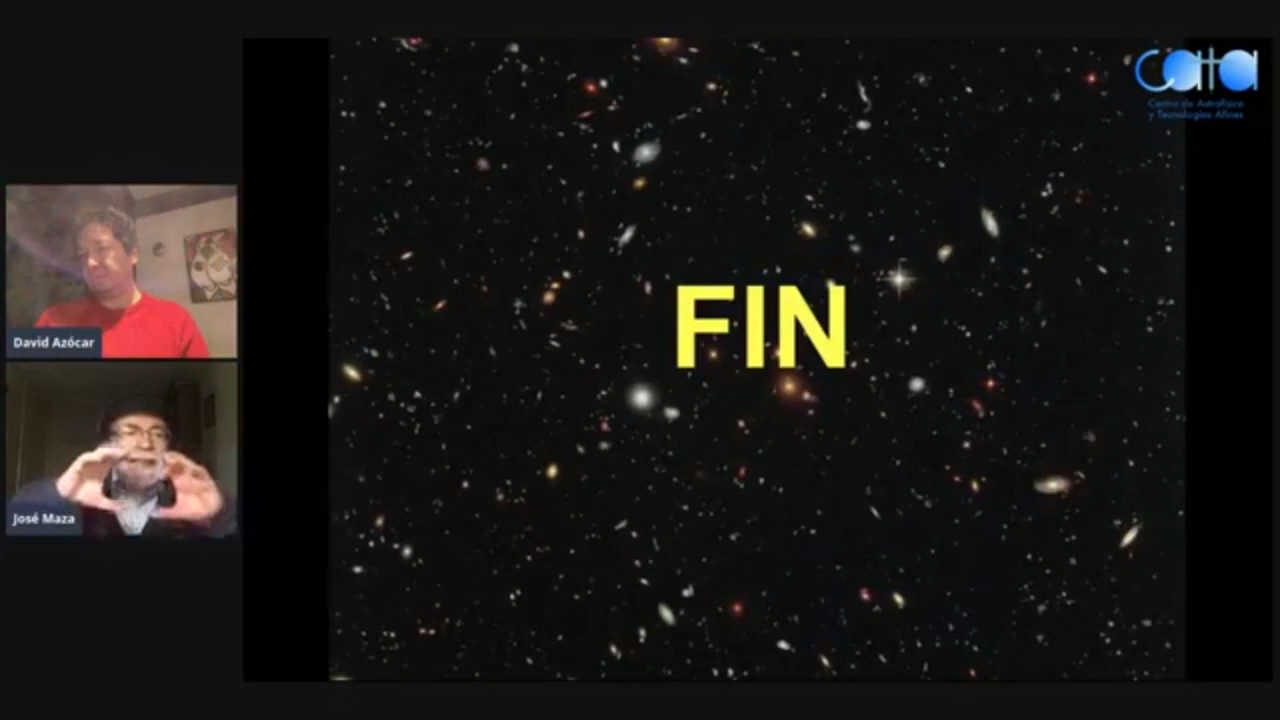 cata
Centro de Astrofísica
y Tecnologías Afines
FIN
David Azócar
José Maza